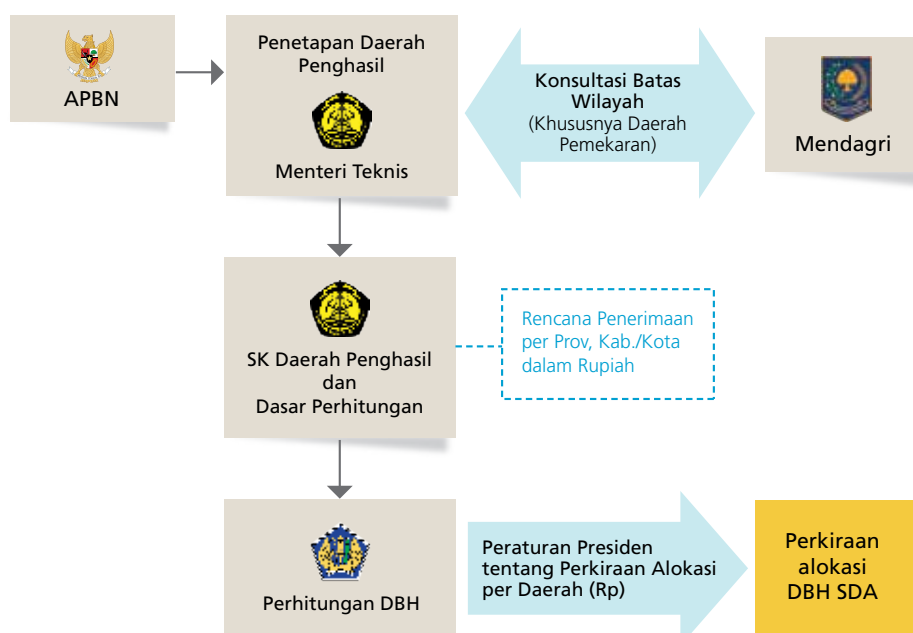 APBN
Penetapan Daerah
Penghasil
Menteri Teknis
Konsultasi Batas
Wilayah
(Khususnya Daerah
Pemekaran)
Mendagri
SK Daerah Penghasil
dan
Dasar Perhitungan
Rencana Penerimaan
per Prov, Kab./Kota
dalam Rupiah
Perhitungan DBH
Peraturan Presiden
tentang Perkiraan Alokasi
per Daerah (Rp)
Perkiraan
alokasi
DBH SDA